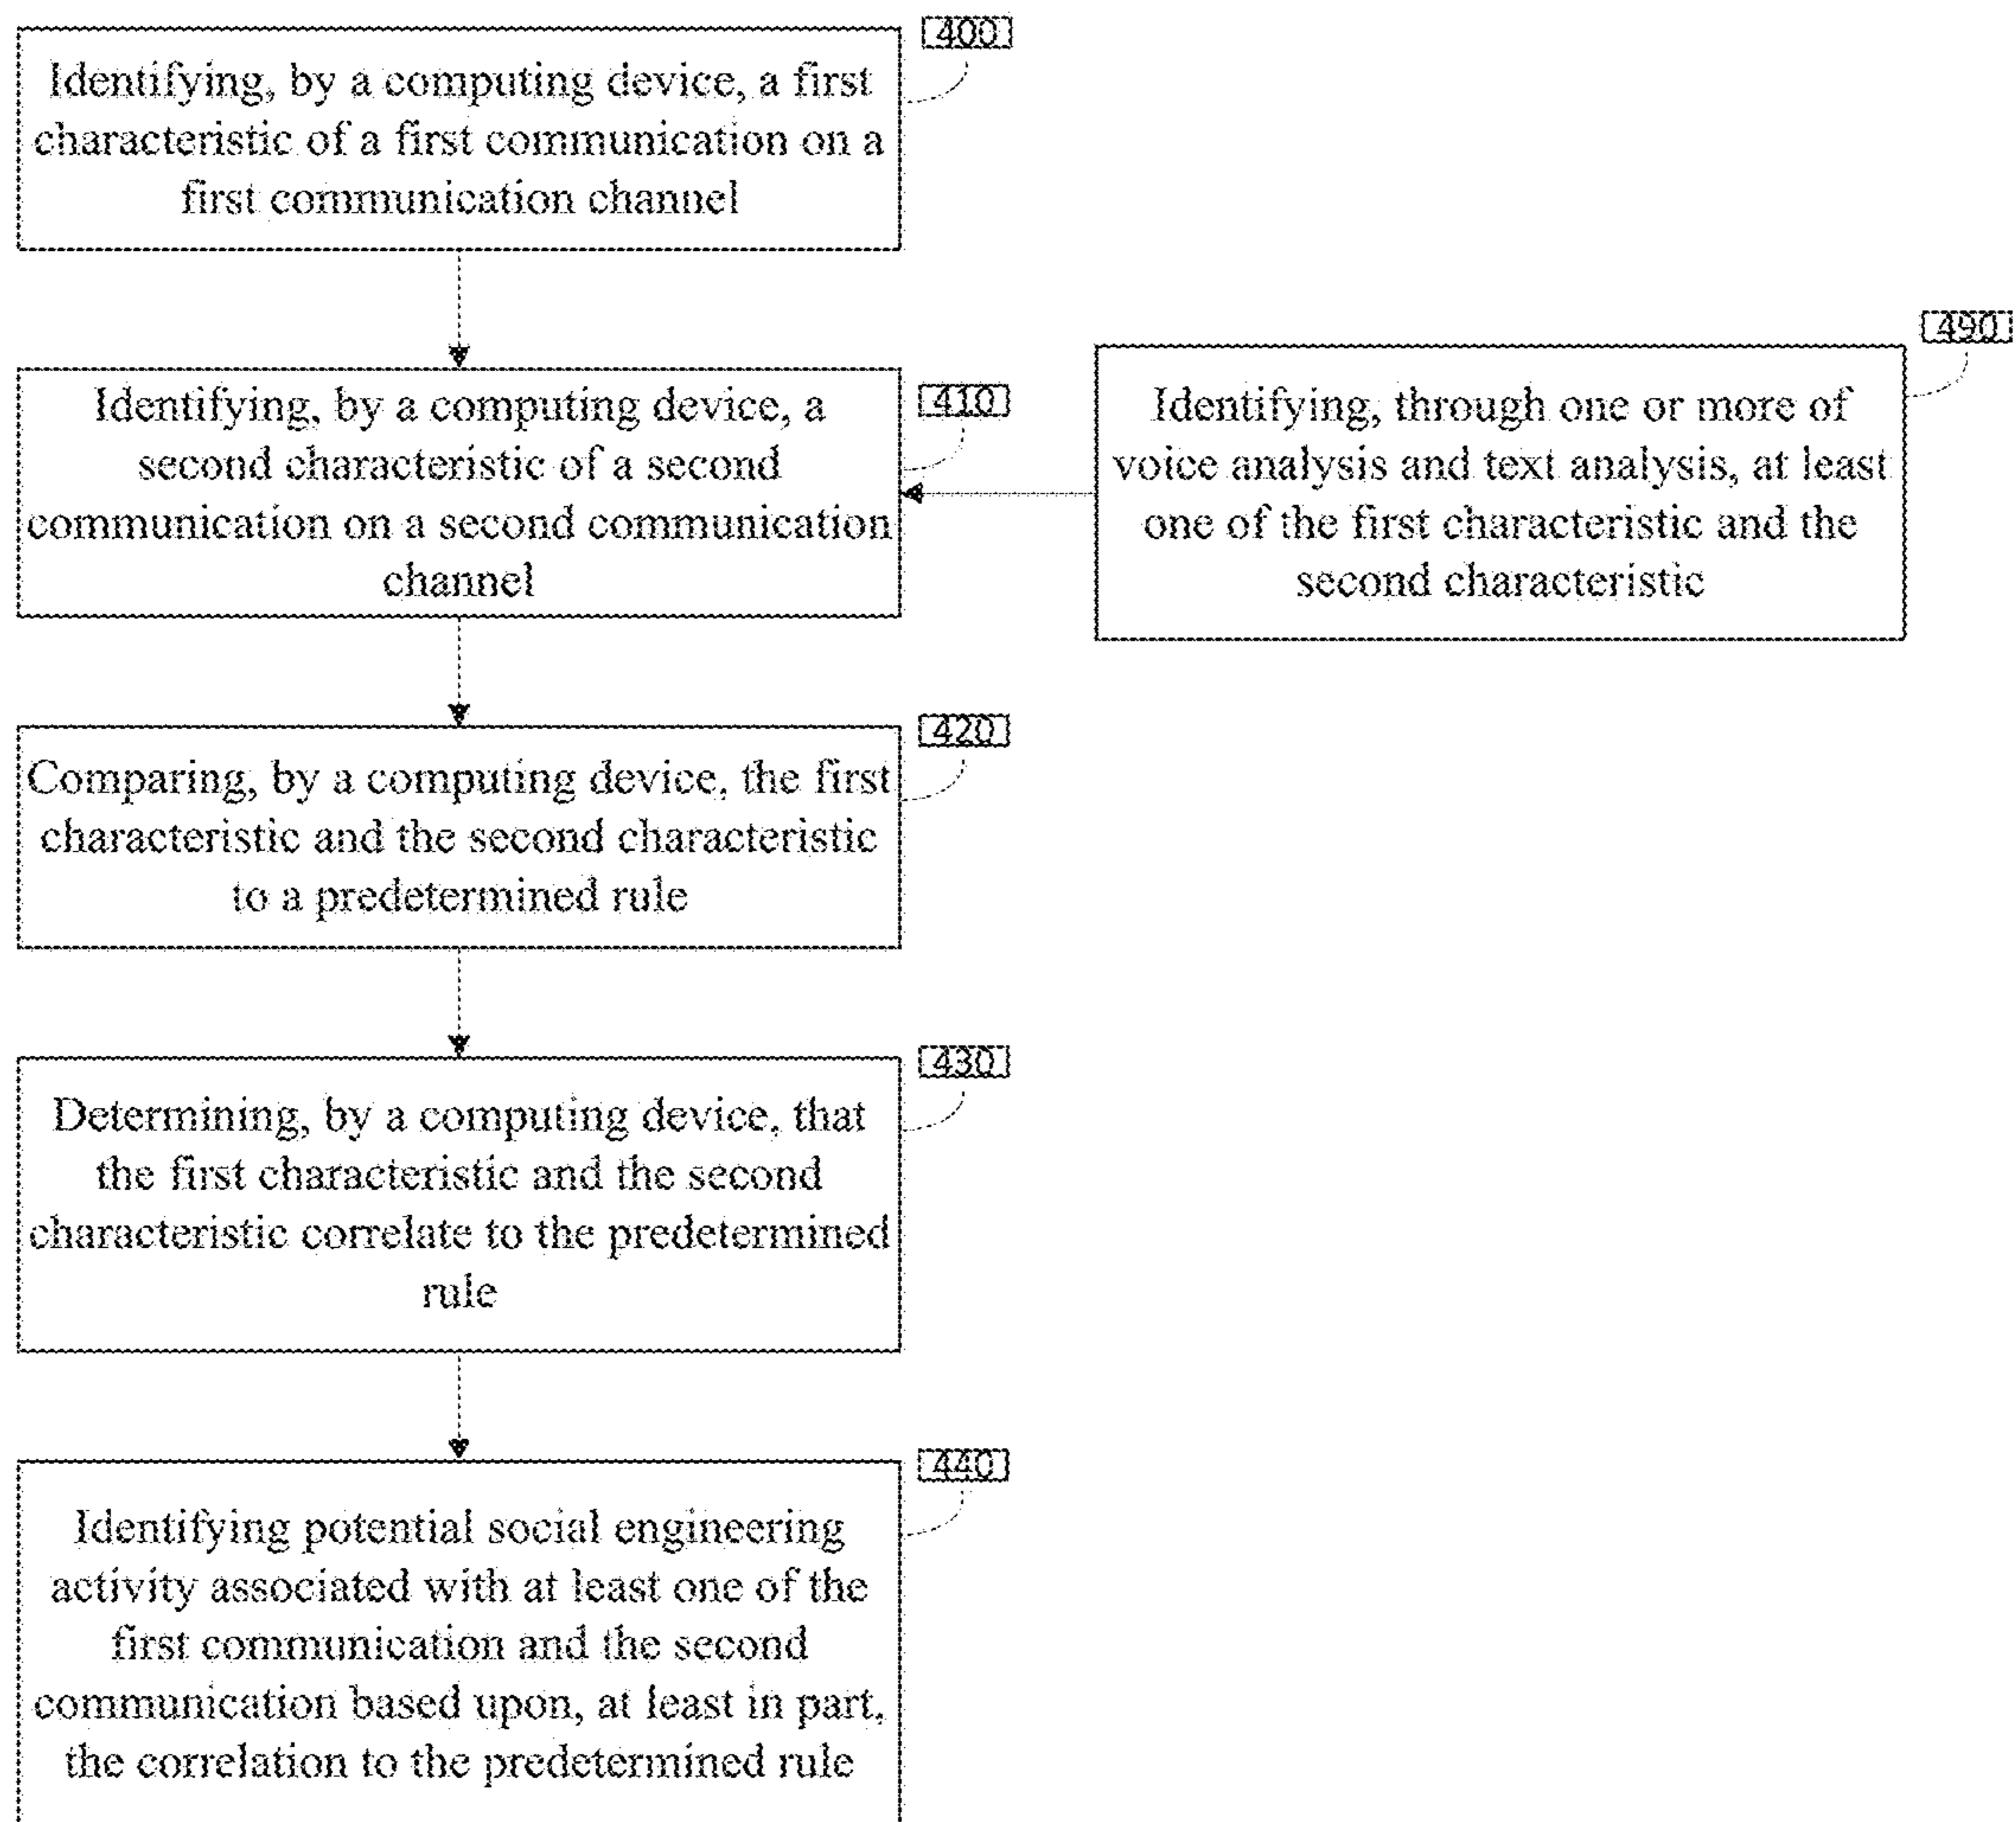 400
Identifying, by a computing device, a first
characteristic of a first communication on a
first communication channel
410
Identifying, by a computing device, a
second characteristic of a second
communication on a second communication
channel
490
Identifying, through one or more of
voice analysis and text analysis, at least
one of the first characteristic and the
second characteristic
420
Comparing, by a computing device, the first
characteristic and the second characteristic
to a predetermined rule
430
Determining, by a computing device, that
the first characteristic and the second
characteristic correlate to the predetermined
rule
440
Identifying potential social engineering
activity associated with at least one of the
first communication and the second
communication based upon, at least in part,
the correlation to the predetermined rule